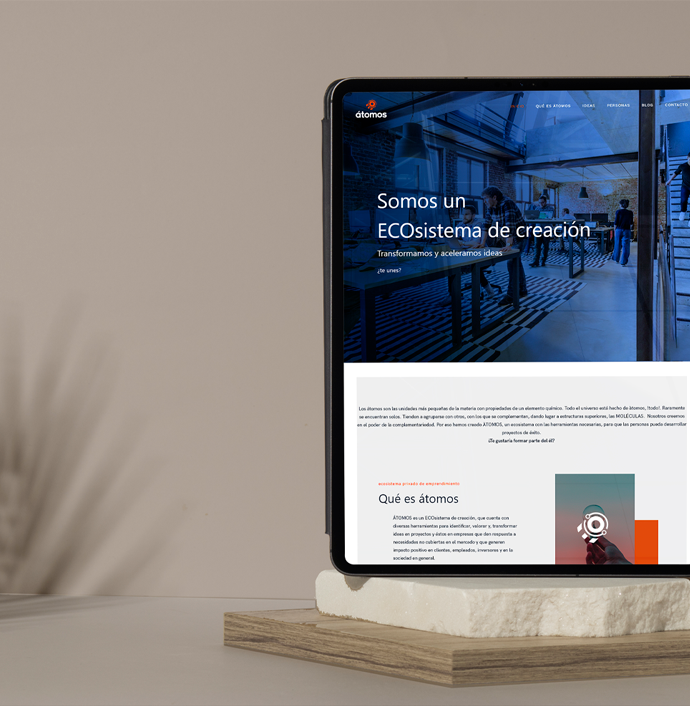 átomos
QUÉ ES ÁTOMOS IDEAS PERSONAS BLOG CONTACTO
Somos un
ECOsistema de creación
Transformamos y aceleramos ideas
¿te unes?
Los átomos son las unidades más pequeñas de la materia con propiedades de un elemento químico. Todo el universo está hecho de átomos, ¡todo!. Raramente
se encuentran solos. Tienden a agruparse con otros, con los que se complementan, dando lugar a estructuras superiores, las MOLÉCULAS. Nosotros creemos
en el poder de la complementariedad. Por eso hemos creado ÁTOMOS, un ecosistema con las herramientas necesarias, para que las personas pueda desarrollar
proyectos de éxito.
¿Te gustaría formar parte del él?
ecosistema privado de emprendimiento
Qué es átomos
ÁTOMOS es un ECOsistema de creación, que cuenta con
diversas herramientas para identificar, valorar y, transformar
ideas en proyectos y éstos en empresas que den respuesta a
necesidades no cubiertas en el mercado y que generen
impacto positivo en clientes, empleados, inversores y en la
sociedad en general.